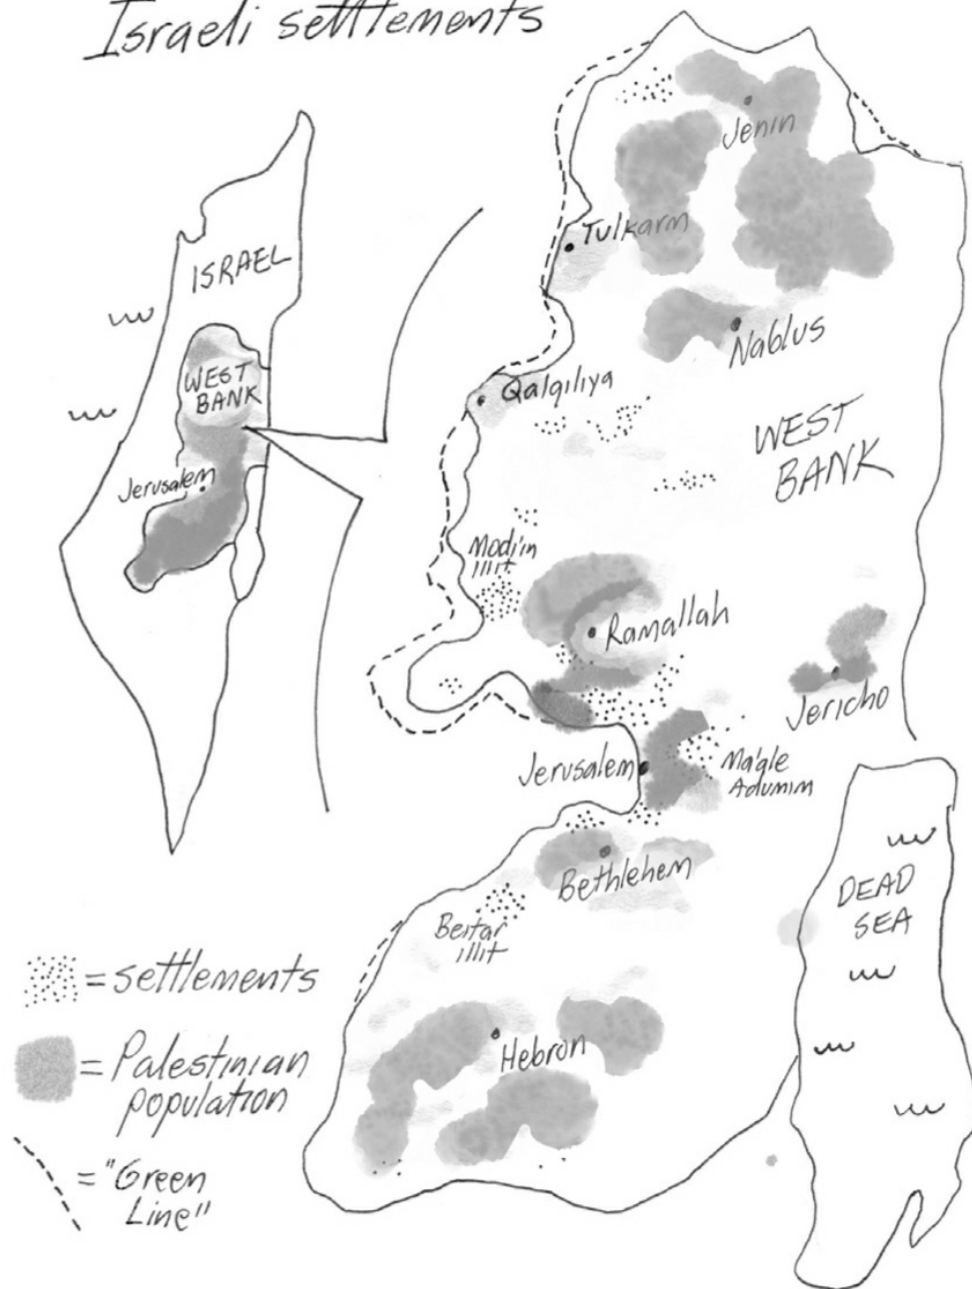 Israeli settlements
ISRAEL
WEST
BANK
Jerusalem
Jenin
Tulkarm
Nablus
Qalqiliya
WEST
BANK
Modi'in
Illit
Ramallah
Jericho
Jerusalem
Ma'ale
Adumim
Bethlehem
Beitar
illit
DEAD
SEA
Hebron
= settlements
= Palestinian
population
= "Green
Line"